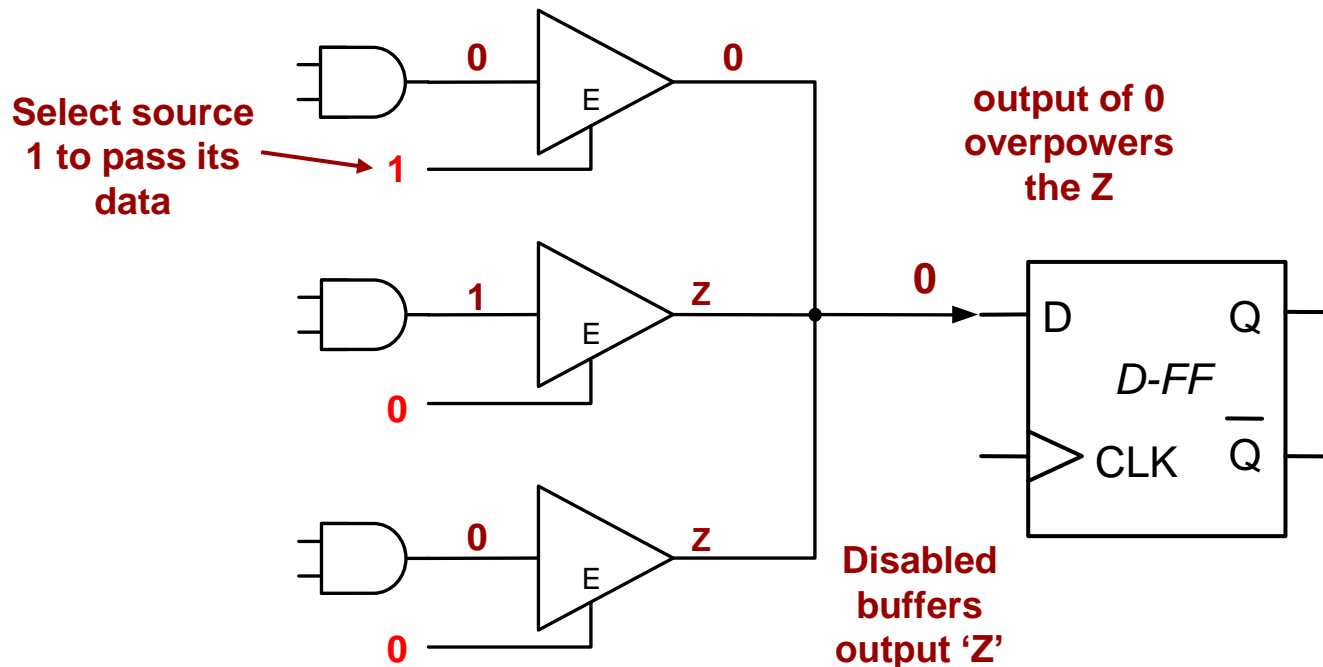 0
0
E
Select source
1 to pass its
data
1
output of 0
overpowers
the Z
1
Z
E
0
0
D
Q
D-FF
CLK
Q
0
Z
E
0
Disabled
buffers
output ‘Z’